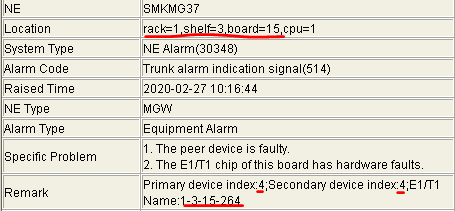 NE SMKMG37
Location rack=1,shelf=3,board=15,cpu=1
System Type NE Alarm(30348)
Alarm Code Trunk alarm indication signal(514)
Raised Time 2020-02-27 10:16:44
NE Type MGW
Alarm Type Equipment Alarm
Specific Problem 1. The peer device is faulty.
2. The E1/T1 chip of this board has hardware faults.
Remark Primary device index:4;Secondary device index:4;E1/T1
Name:1-3-15-264